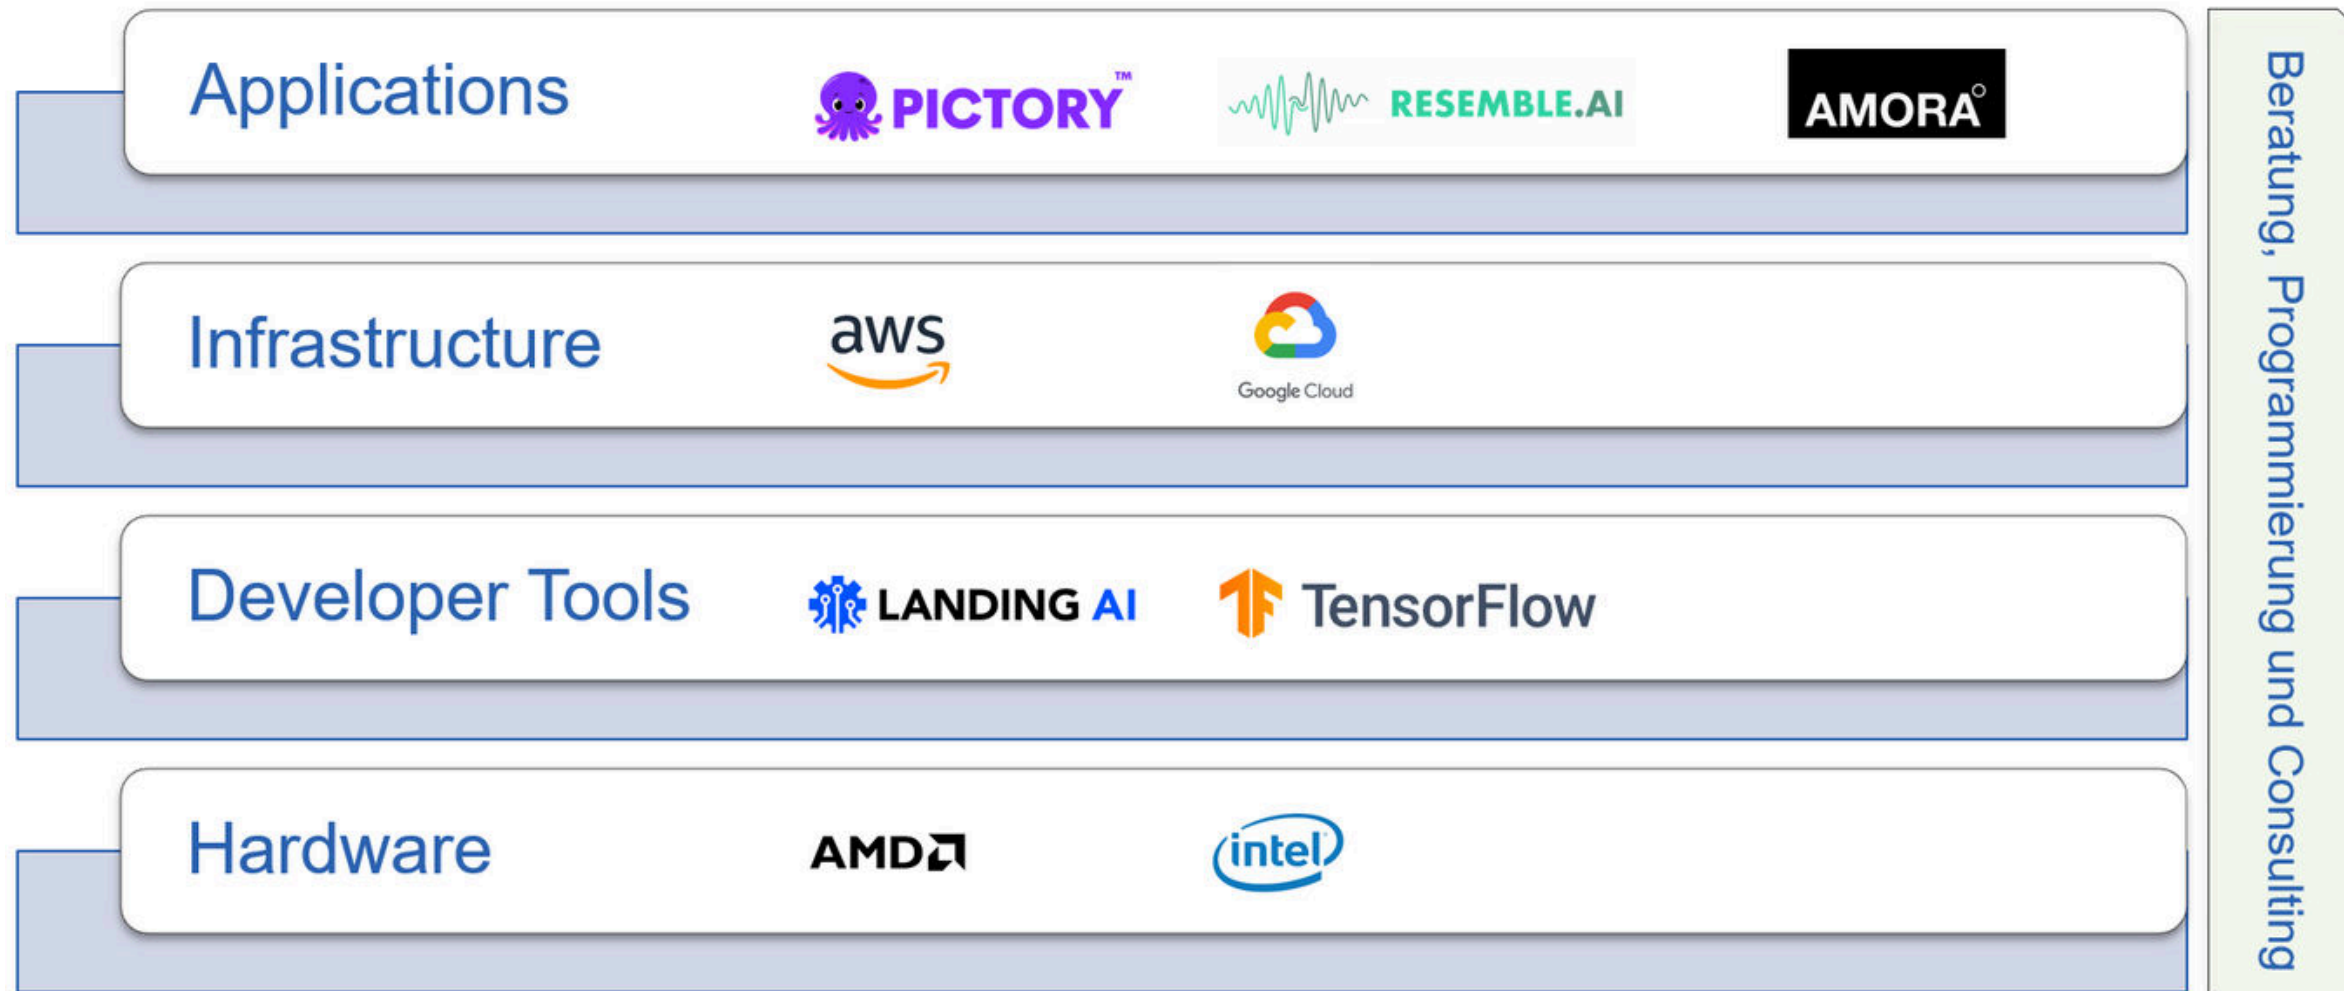 Applications
PICTORY™
RESEMBLE.AI
AMORA
Infrastructure
aws
Google Cloud
Developer Tools
LANDING AI
TensorFlow
Hardware
AMD
intel
Beratung, Programmierung und Consulting